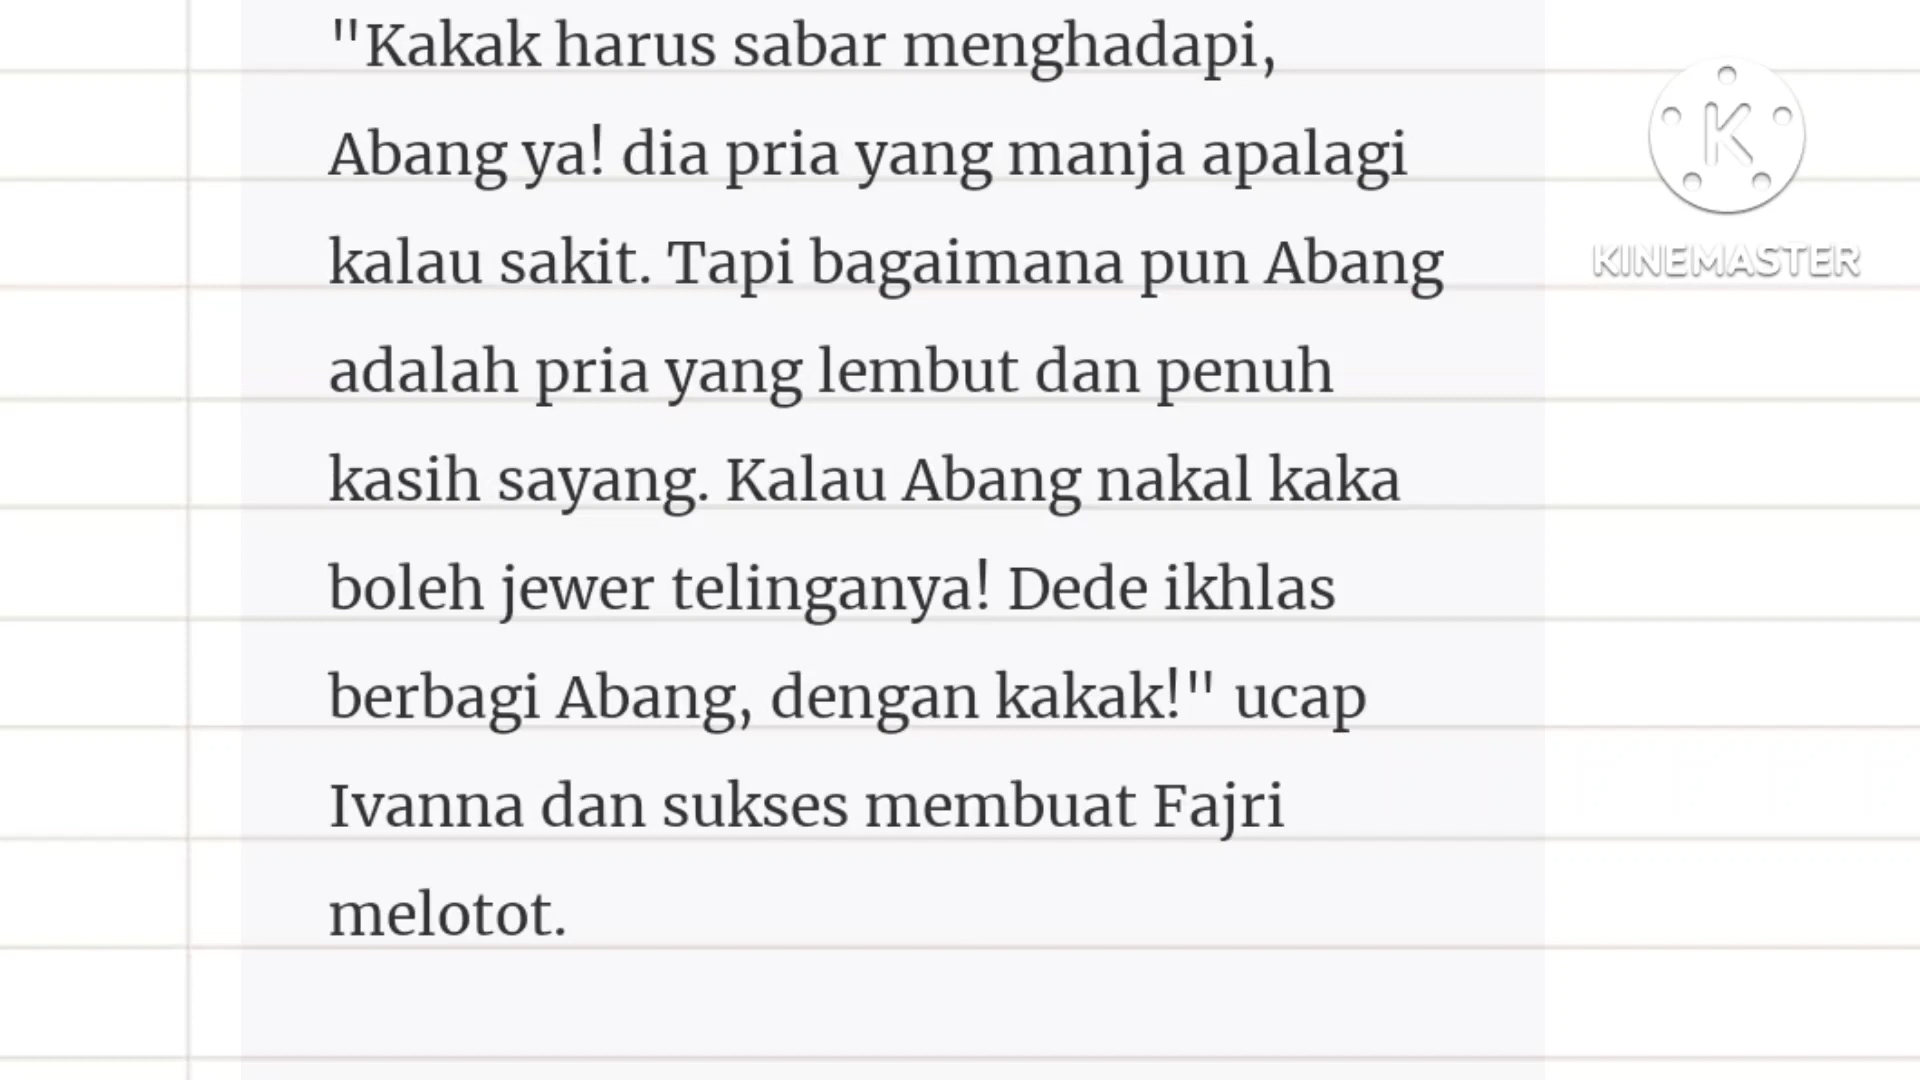 "Kakak harus sabar menghadapi,
Abang ya! dia pria yang manja apalagi
kalau sakit. Tapi bagaimana pun Abang
adalah pria yang lembut dan penuh
kasih sayang. Kalau Abang nakal kaka
boleh jewer telinganya! Dede ikhlas
berbagi Abang, dengan kakak!" ucap
Ivanna dan sukses membuat Fajri
melotot.
K
KINEMASTER